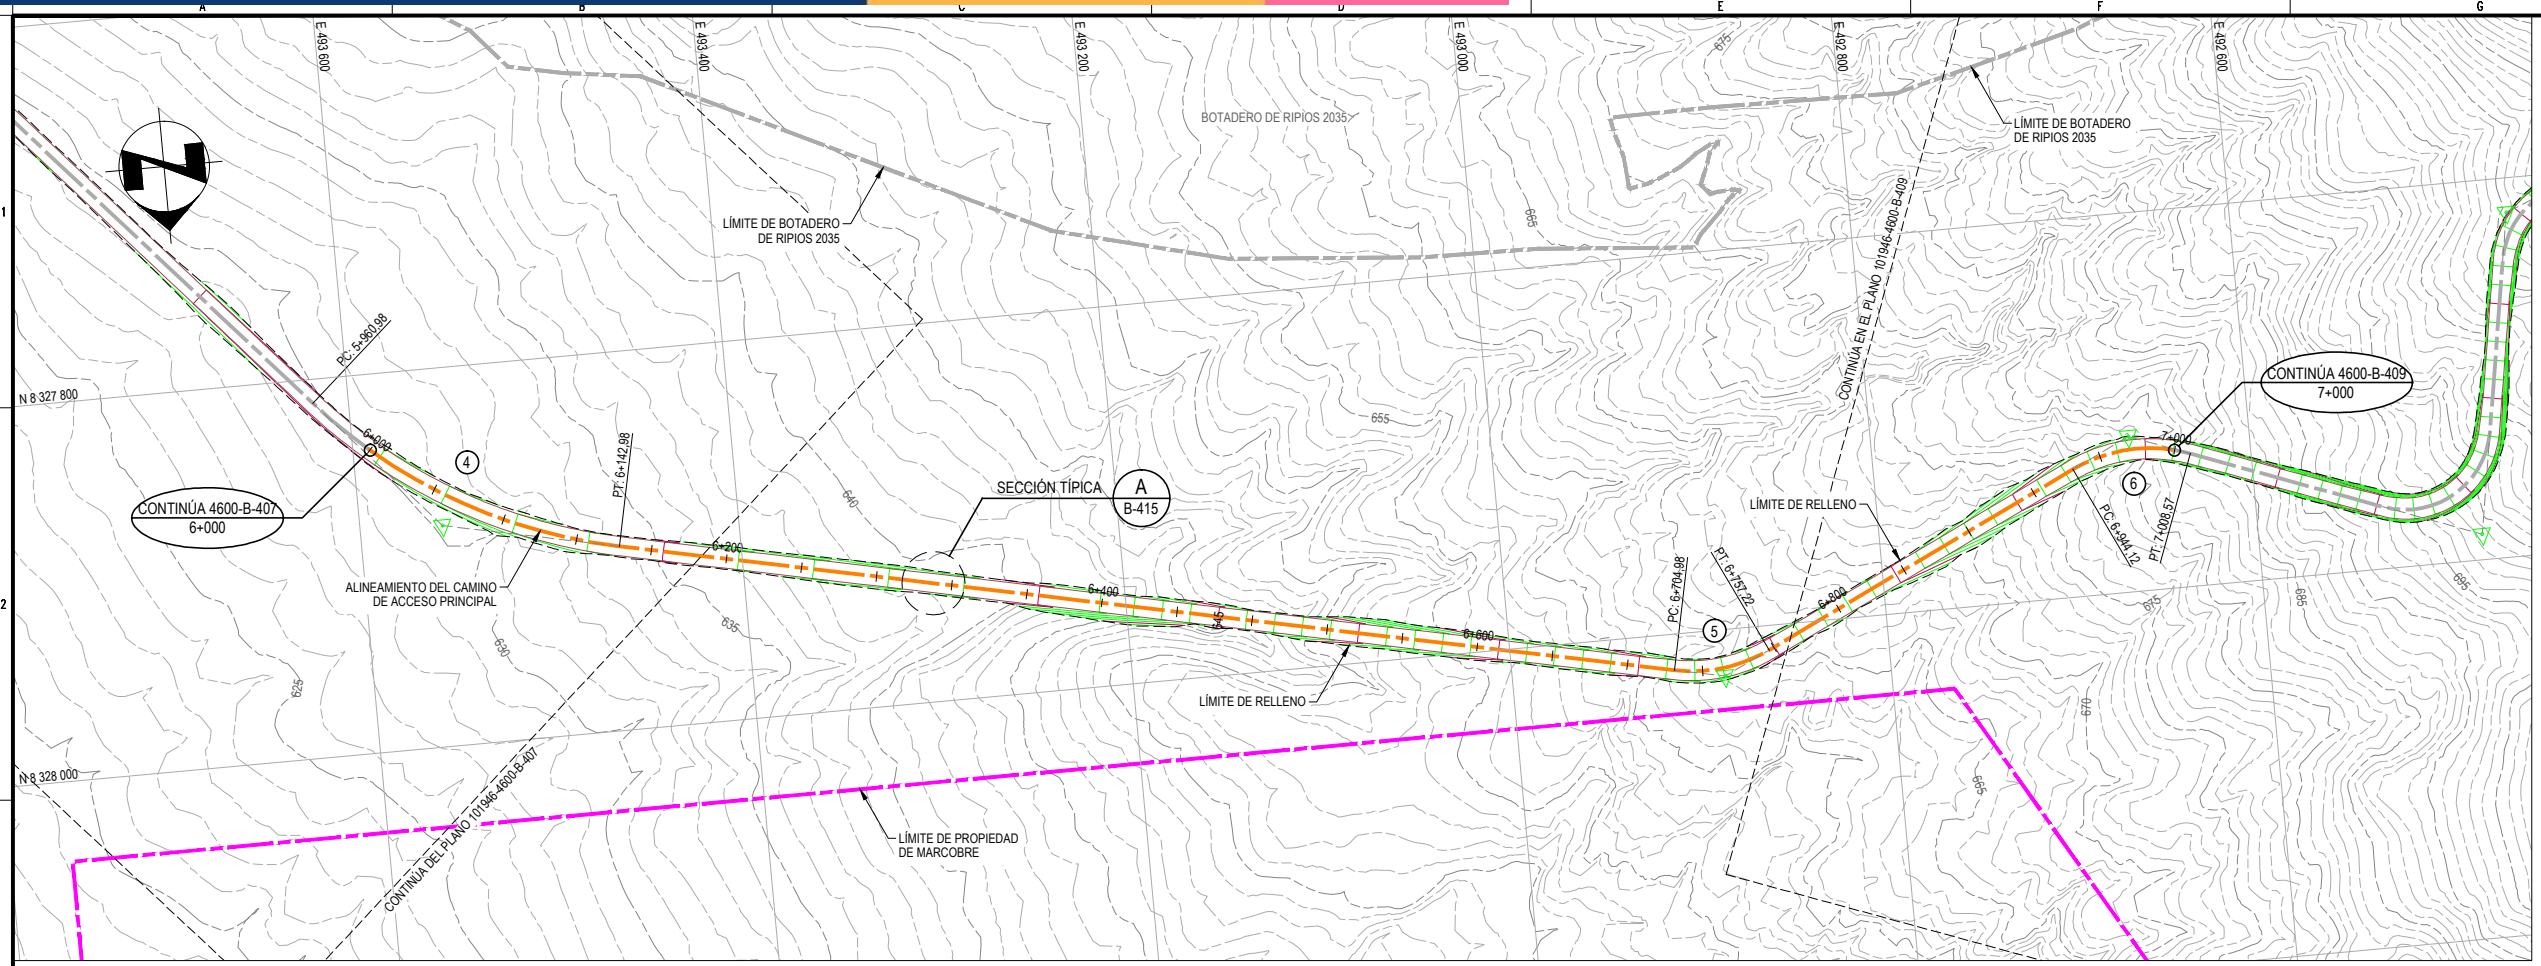 A
B
C
D
E
F
G
E 493 600
E 493 400
E 493 200
E 493 000
E 492 800
E 492 600
675
BOTADERO DE RIPIOS 2035
LÍMITE DE BOTADERO
DE RIPIOS 2035
1
LÍMITE DE BOTADERO
DE RIPIOS 2035
665
CONTINÚA EN EL PLANO 101946-4600-B-409
PC: 5+960,98
N 8 327 800
CONTINÚA 4600-B-409
7+000
655
6+000
4
PT: 6+142,98
7+000
6
CONTINÚA 4600-B-407
6+000
640
SECCIÓN TÍPICA
A
B-415
LÍMITE DE RELLENO
PC: 6+944,12
PT: 7+008,57
6+200
ALINEAMIENTO DEL CAMINO
DE ACCESO PRINCIPAL
6+400
645
PC: 6+704,98
PT: 6+757,22
6+800
695
685
675
2
635
630
6+600
5
625
LÍMITE DE RELLENO
670
665
N 8 328 000
CONTINÚA DEL PLANO 101946-4600-B-407
LÍMITE DE PROPIEDAD
DE MARCOBRE